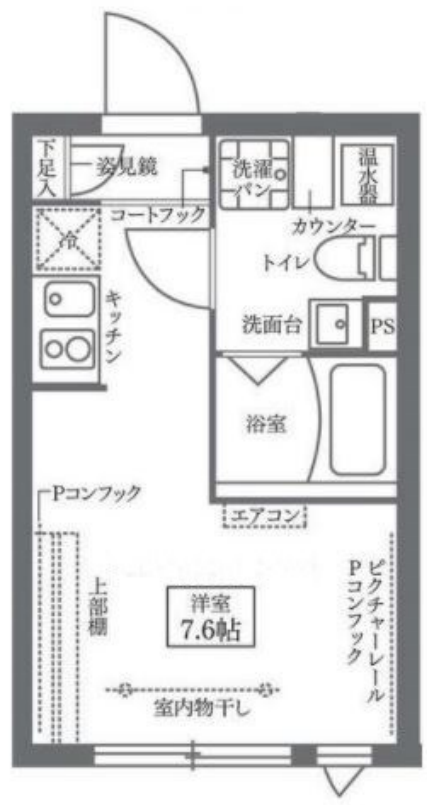 下足入
姿見鏡
洗濯
パン
温水器
コートフック
カウンター
冷
トイレ
キッチン
洗面台
PS
浴室
Pコンフック
エアコン
上部棚
洋室
7.6帖
ピクチャーレール
Pコンフック
室内物干し